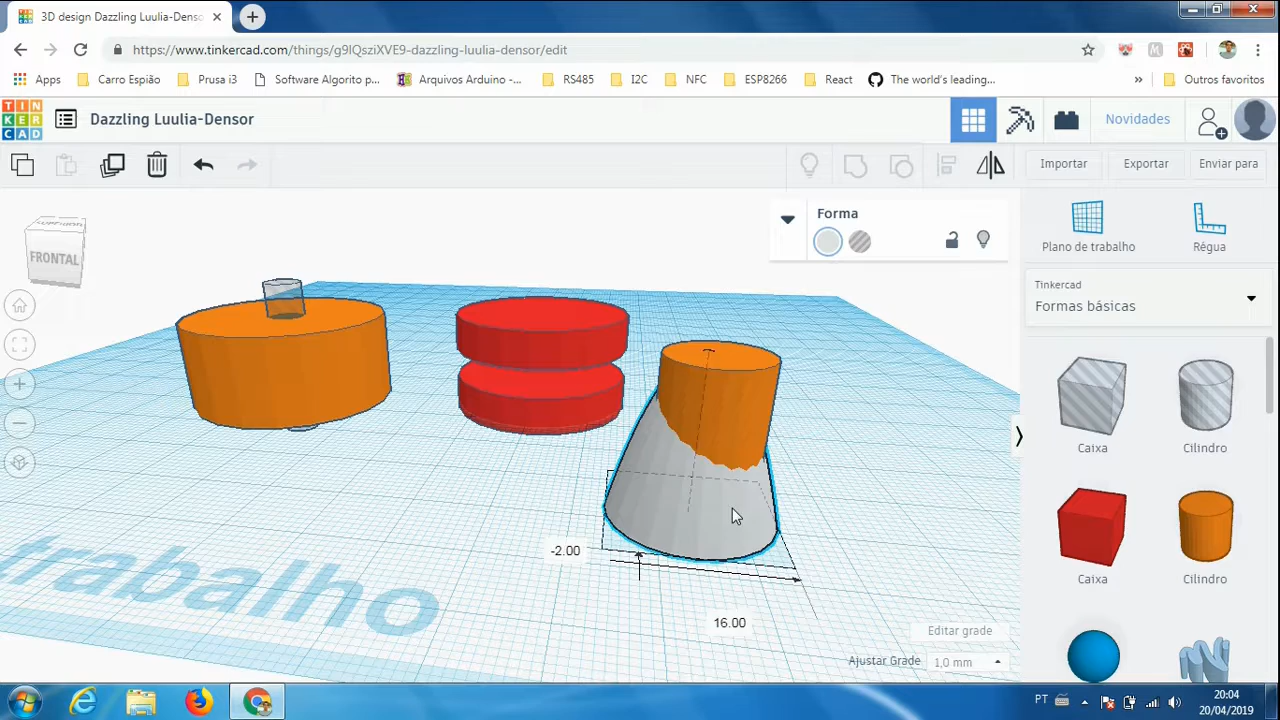 3D design Dazzling Luulia-Denso
https://www.tinkercad.com/things/g9lQsziXVE9-dazzling-luulia-densor/edit
Apps Carro Espião Prusa i3 Software Algorito p... Arquivos Arduino -... RS485 I2C NFC ESP8266 React The world's leading... » Outros favoritos
TIN
KER
CAD
Dazzling Luulia-Densor
Novidades
Importar Exportar Enviar para
Forma
SUPERIOR
FRONTAL
Plano de trabalho Régua
Tinkercad
Formas básicas
Caixa Cilindro
Caixa Cilindro
-2.00
16.00
trabalho
Editar grade
Ajustar Grade 1,0 mm
PT
20:04
20/04/2019